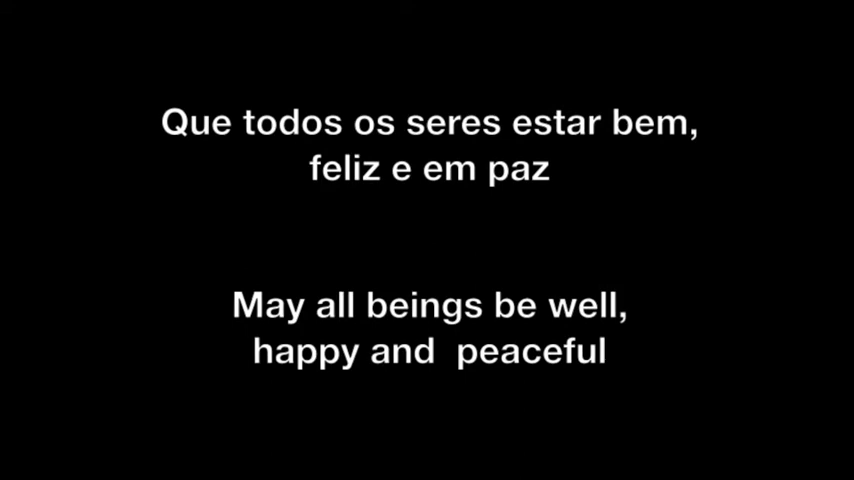 Que todos os seres estar bem,
feliz e em paz
May all beings be well,
happy and  peaceful